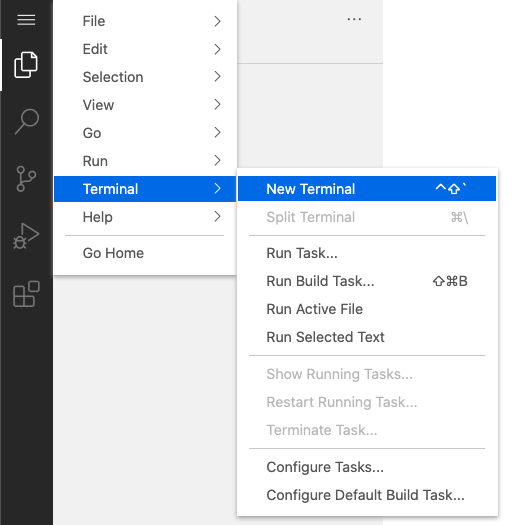 File
Edit
Selection
View
Go
Run
Terminal
Help
Go Home
New Terminal ^⇧`
Split Terminal ⌘\
Run Task...
Run Build Task... ⇧⌘B
Run Active File
Run Selected Text
Show Running Tasks...
Restart Running Task...
Terminate Task...
Configure Tasks...
Configure Default Build Task...